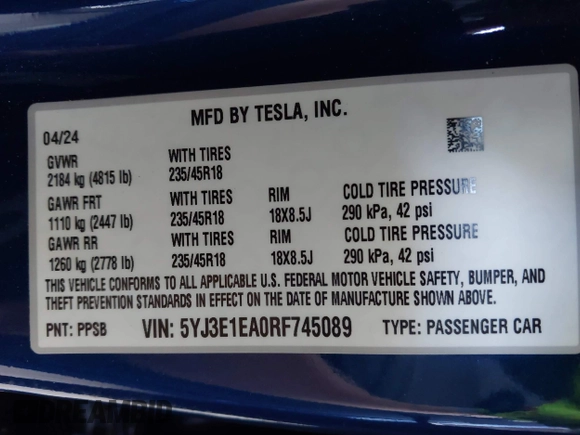 MFD BY TESLA, INC.
04/24
GVWR WITH TIRES
2184 kg (4815 lb) 235/45R18
GAWR FRT WITH TIRES RIM COLD TIRE PRESSURE
1110 kg (2447 lb) 235/45R18 18X8.5J 290 kPa, 42 psi
GAWR RR WITH TIRES RIM COLD TIRE PRESSURE
1260 kg (2778 lb) 235/45R18 18X8.5J 290 kPa, 42 psi
THIS VEHICLE CONFORMS TO ALL APPLICABLE U.S. FEDERAL MOTOR VEHICLE SAFETY, BUMPER, AND
THEFT PREVENTION STANDARDS IN EFFECT ON THE DATE OF MANUFACTURE SHOWN ABOVE.
PNT: PPSB VIN: 5YJ3E1EA0RF745089 TYPE: PASSENGER CAR